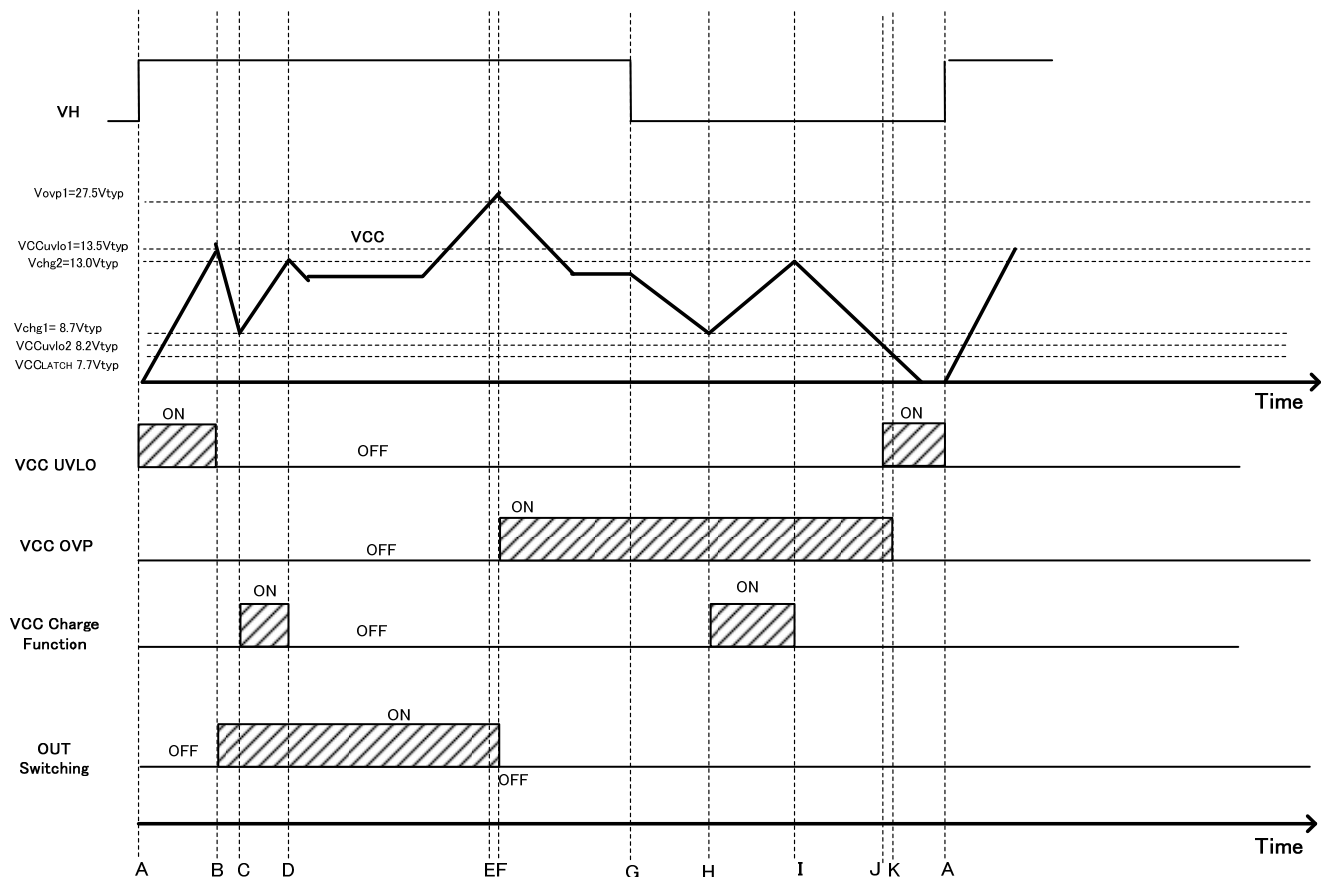 VH
Vovp1=27.5Vtyp
VCCuvlo1=13.5Vtyp
VCC
Vchg2=13.0Vtyp
Vchg1= 8.7Vtyp
VCCuvlo2 8.2Vtyp
VCCLATCH 7.7Vtyp
Time
ON
ON
OFF
VCC UVLO
ON
OFF
VCC OVP
ON
ON
VCC Charge
Function
OFF
ON
OFF
OUT
Switching
OFF
Time
A B C D E F G H I J K A